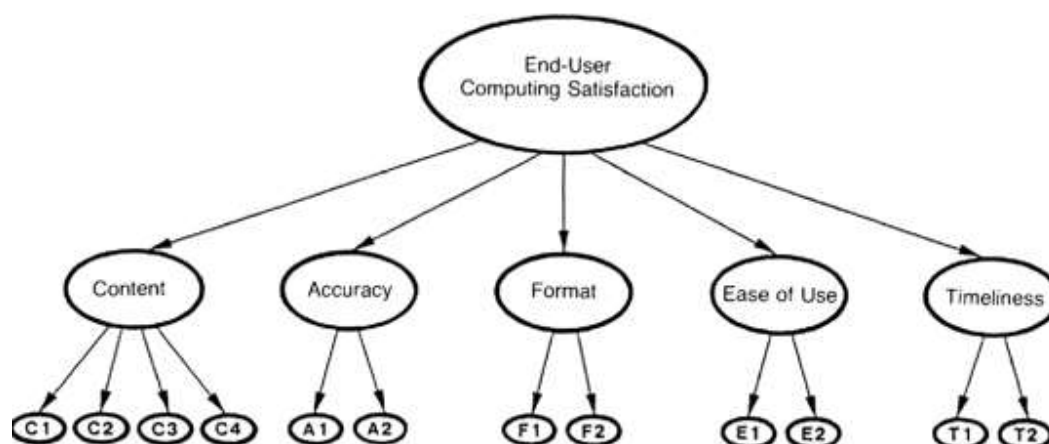 End-User
Computing Satisfaction
Content
Accuracy
Format
Ease of Use
Timeliness
C1 C2 C3 C4 A1 A2 F1 F2 E1 E2 T1 T2